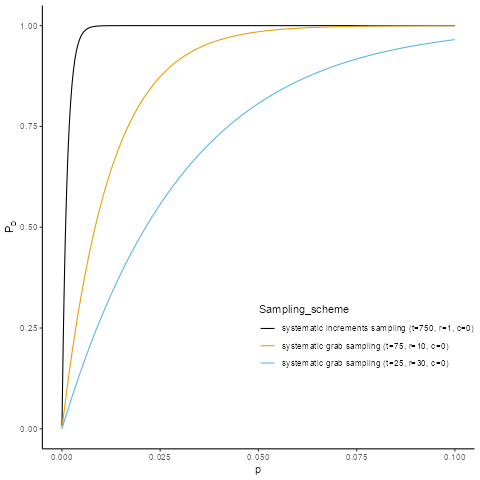 1.00
0.75
0.50
0.25
0.00
P_D
0.000
0.025
0.050
0.075
0.100
p
Sampling_scheme
systematic increments sampling (t=750, r=1, c=0)
systematic grab sampling (t=75, r=10, c=0)
systematic grab sampling (t=25, r=30, c=0)